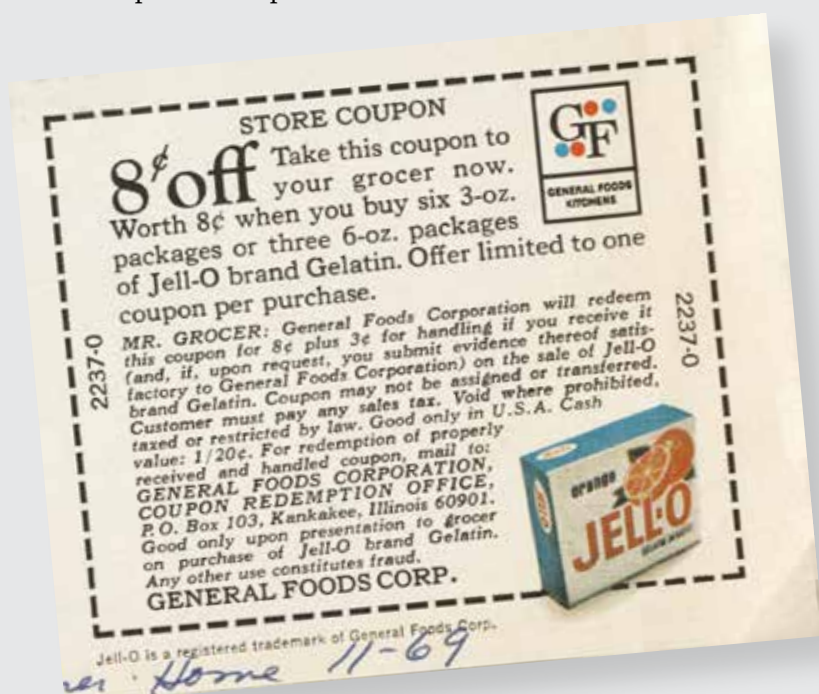 STORE COUPON
8¢ off Take this coupon to
your grocer now.
Worth 8¢ when you buy six 3-oz.
packages or three 6-oz. packages
of Jell-O brand Gelatin. Offer limited to one
coupon per purchase.
GF
GENERAL FOODS
KITCHENS
2237-0
MR. GROCER: General Foods Corporation will redeem
this coupon for 8¢ plus 3¢ for handling if you receive it
(and, if, upon request, you submit evidence thereof satis-
factory to General Foods Corporation) on the sale of Jell-O
brand Gelatin. Coupon may not be assigned or transferred.
Customer must pay any sales tax. Void where prohibited,
taxed or restricted by law. Good only in U.S.A. Cash
value: 1/20¢. For redemption of properly
received and handled coupon, mail to:
GENERAL FOODS CORPORATION,
COUPON REDEMPTION OFFICE,
P.O. Box 103, Kankakee, Illinois 60901.
Good only upon presentation to grocer
on purchase of Jell-O brand Gelatin.
Any other use constitutes fraud.
GENERAL FOODS CORP.
2237-0
orange
JELL-O
Jell-O is a registered trademark of General Foods Corp.
Home 11-69